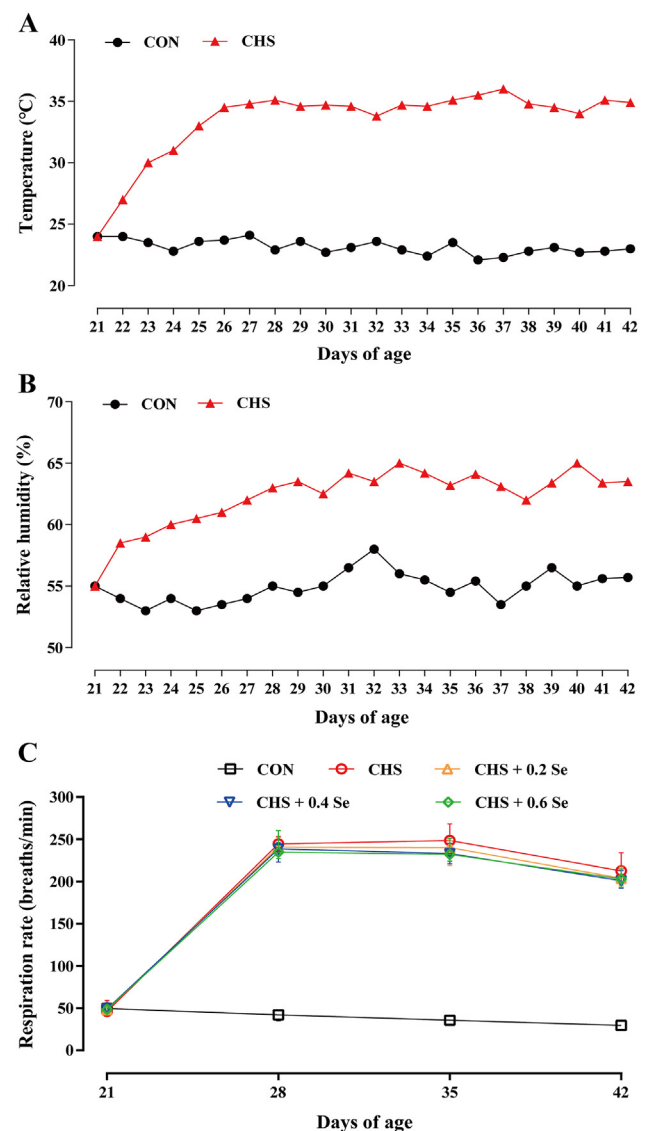 A
CON CHS
40
35
30
25
20
Temperature (°C)
21 22 23 24 25 26 27 28 29 30 31 32 33 34 35 36 37 38 39 40 41 42
Days of age
B
CON CHS
70
65
60
55
50
Relative humidity (%)
21 22 23 24 25 26 27 28 29 30 31 32 33 34 35 36 37 38 39 40 41 42
Days of age
C
CON CHS CHS + 0.2 Se
CHS + 0.4 Se CHS + 0.6 Se
300
250
200
150
100
50
0
Respiration rate (breaths/min)
21 28 35 42
Days of age